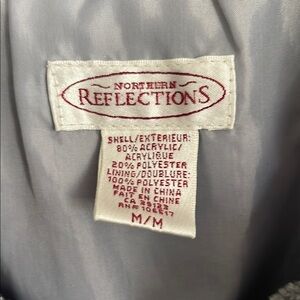 NORTHERN
REFLECTIONS
SHELL/EXTERIEUR:
80% ACRYLIC/
ACRYLIQUE
20% POLYESTER
LINING/DOUBLURE:
100% POLYESTER
MADE IN CHINA
FAIT EN CHINE
CA
M/M